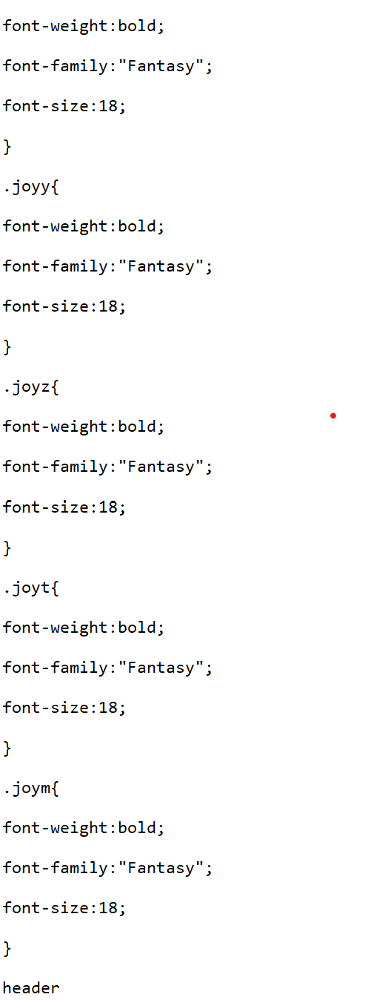 font-weight:bold;
font-family:"Fantasy";
font-size:18;
}
.joyy{
font-weight:bold;
font-family:"Fantasy";
font-size:18;
}
.joyz{
font-weight:bold;
font-family:"Fantasy";
font-size:18;
}
.joyt{
font-weight:bold;
font-family:"Fantasy";
font-size:18;
}
.joym{
font-weight:bold;
font-family:"Fantasy";
font-size:18;
}
header